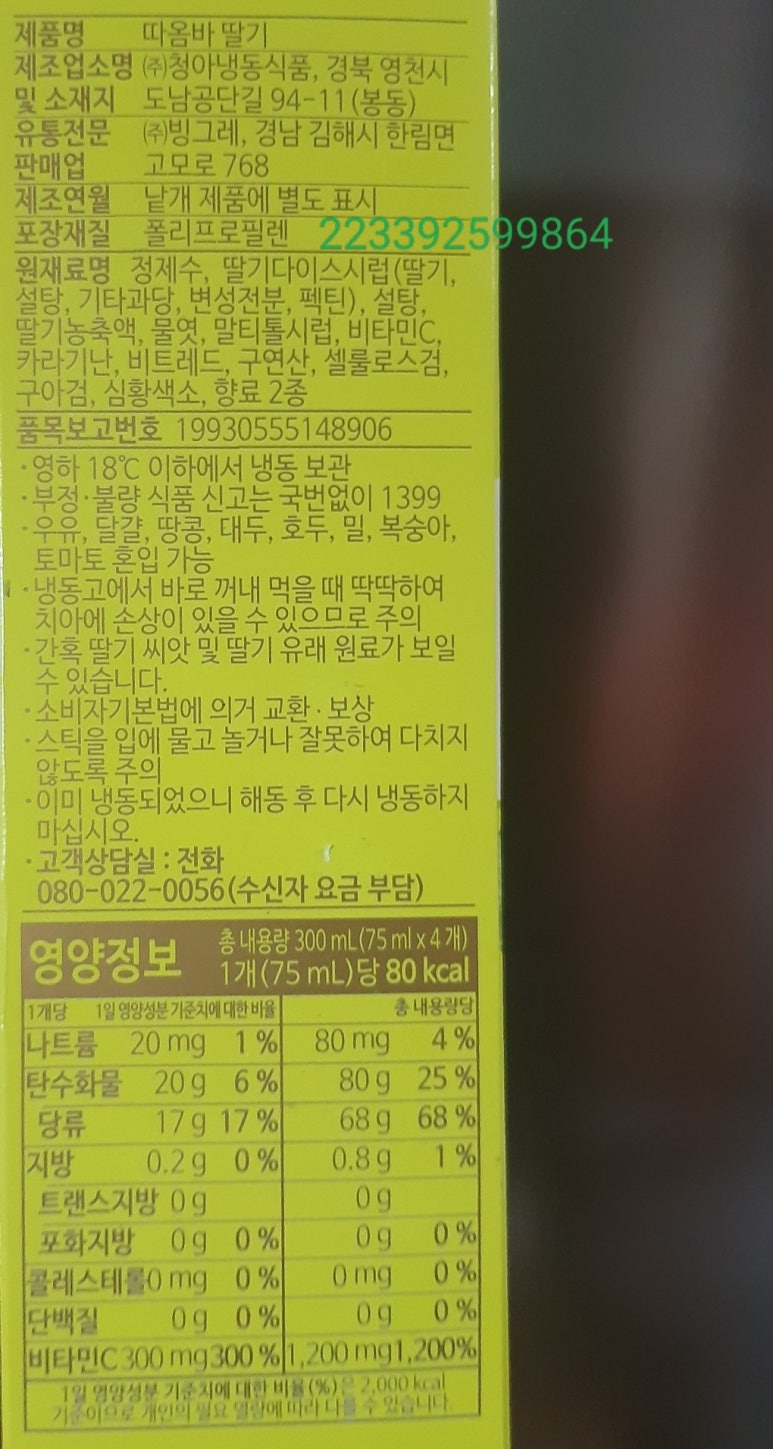 제품명 따옴바 딸기
제조업소명 ㈜청아냉동식품, 경북 영천시
및 소재지 도남공단길 94-11(봉동)
유통전문 ㈜빙그레, 경남 김해시 한림면
판매업 고모로 768
제조연월 낱개 제품에 별도 표시
포장재질 폴리프로필렌 223392599864
원재료명 정제수, 딸기다이스시럽(딸기,
설탕, 기타과당, 변성전분, 펙틴), 설탕,
딸기농축액, 물엿, 말티톨시럽, 비타민C,
카라기난, 비트레드, 구연산, 셀룰로스검,
구아검, 심황색소, 향료 2종
품목보고번호 19930555148906
·영하 18℃ 이하에서 냉동 보관
·부정·불량 식품 신고는 국번없이 1399
·우유, 달걀, 땅콩, 대두, 호두, 밀, 복숭아,
토마토 혼입 가능
·냉동고에서 바로 꺼내 먹을 때 딱딱하여
치아에 손상이 있을 수 있으므로 주의
·간혹 딸기 씨앗 및 딸기 유래 원료가 보일
수 있습니다.
·소비자기본법에 의거 교환·보상
·스틱을 입에 물고 놀거나 잘못하여 다치지
않도록 주의
·이미 냉동되었으니 해동 후 다시 냉동하지
마십시오.
·고객상담실 : 전화
080-022-0056(수신자 요금 부담)
영양정보 총 내용량 300 mL(75 ml x 4 개)
1개(75 mL)당 80 kcal
1개당 1일 영양성분 기준치에 대한 비율 총 내용량당
나트륨 20 mg 1 % 80 mg 4 %
탄수화물 20 g 6 % 80 g 25 %
당류 17 g 17 % 68 g 68 %
지방 0.2 g 0 % 0.8 g 1 %
트랜스지방 0 g 0 g
포화지방 0 g 0 % 0 g 0 %
콜레스테롤 0 mg 0 % 0 mg 0 %
단백질 0 g 0 % 0 g 0 %
비타민C 300 mg 300 % 1,200 mg 1,200%
1일 영양성분 기준치에 대한 비율(%)은 2,000 kcal
기준이므로 개인의 필요 열량에 따라 다를 수 있습니다.